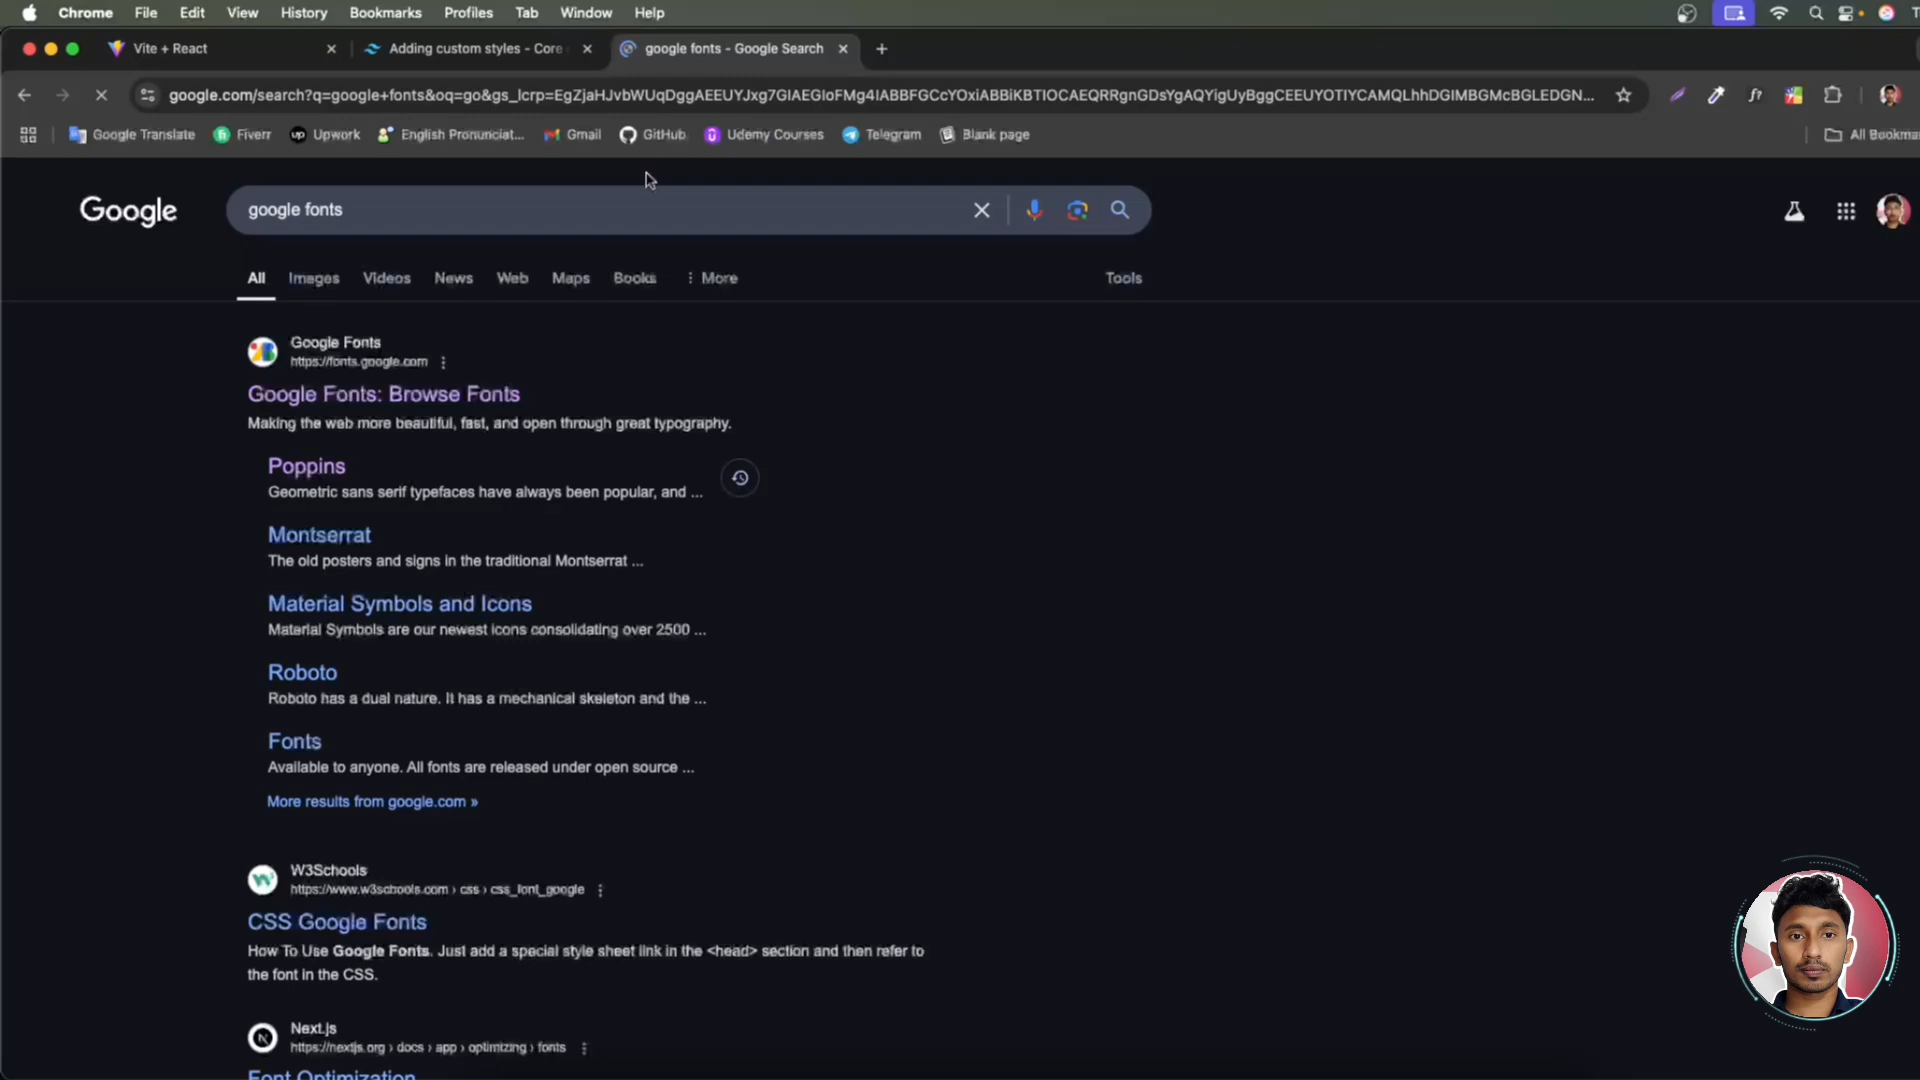 Chrome File Edit View History Bookmarks Profiles Tab Window Help
Vite + React
Adding custom styles - Core
google fonts - Google Search
google.com/search?q=google+fonts&oq=go&gs_lcrp=EgZjaHJvbWUqDggAEEUYJxg7GIAEGIoFMg4IABBFGCcYOxiABBiKBTIOCAEQRRgnGDsYgAQYigUyBggCEEUYOTIYCAMQLhhDGIMBGMcBGLEDGN...
Google Translate Fiverr Upwork English Pronunciat... Gmail GitHub Udemy Courses Telegram Blank page All Bookma
Google
google fonts
All Images Videos News Web Maps Books More Tools
Google Fonts
https://fonts.google.com
Google Fonts: Browse Fonts
Making the web more beautiful, fast, and open through great typography.
Poppins
Geometric sans serif typefaces have always been popular, and ...
Montserrat
The old posters and signs in the traditional Montserrat ...
Material Symbols and Icons
Material Symbols are our newest icons consolidating over 2500 ...
Roboto
Roboto has a dual nature. It has a mechanical skeleton and the ...
Fonts
Available to anyone. All fonts are released under open source ...
More results from google.com »
W3Schools
https://www.w3schools.com › css › css_font_google
CSS Google Fonts
How To Use Google Fonts. Just add a special style sheet link in the <head> section and then refer to
the font in the CSS.
Next.js
https://nextjs.org › docs › app › optimizing › fonts
Font Optimization